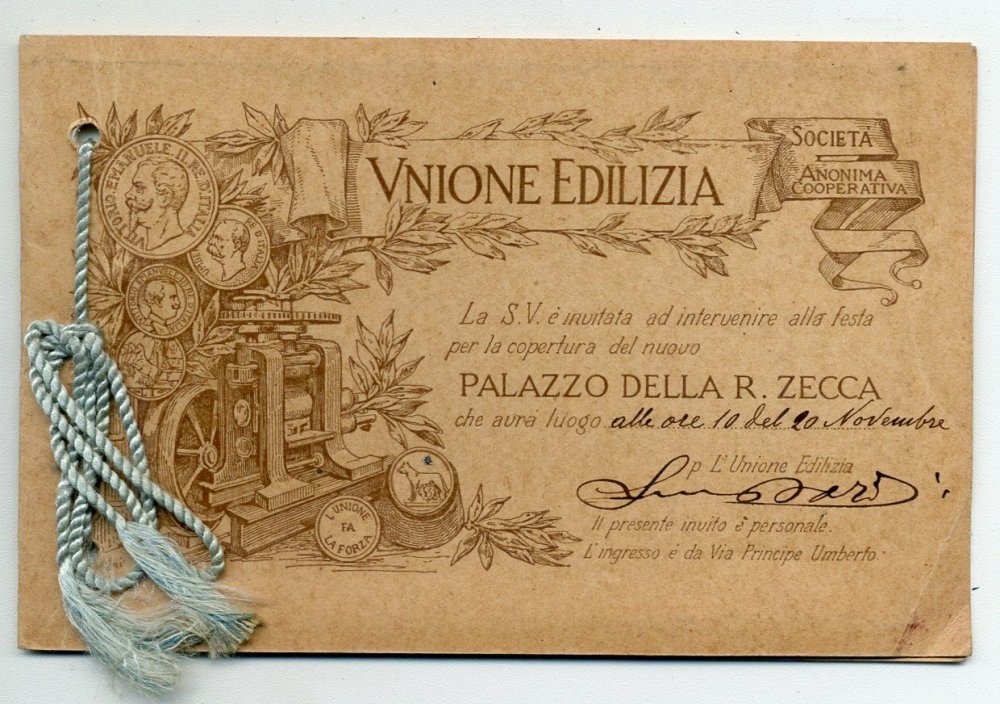 VNIONE EDILIZIA
SOCIETÀ
ANONIMA
COOPERATIVA
VITTORIO EMANUELE II RE D'ITALIA
La S.V. è invitata ad intervenire alla festa
per la copertura del nuovo
PALAZZO DELLA R. ZECCA
che avrà luogo alle ore 10 del 20 Novembre
p L'Unione Edilizia
Il presente invito è personale.
L'ingresso è da Via Principe Umberto.
L'UNIONE
FA
LA FORZA